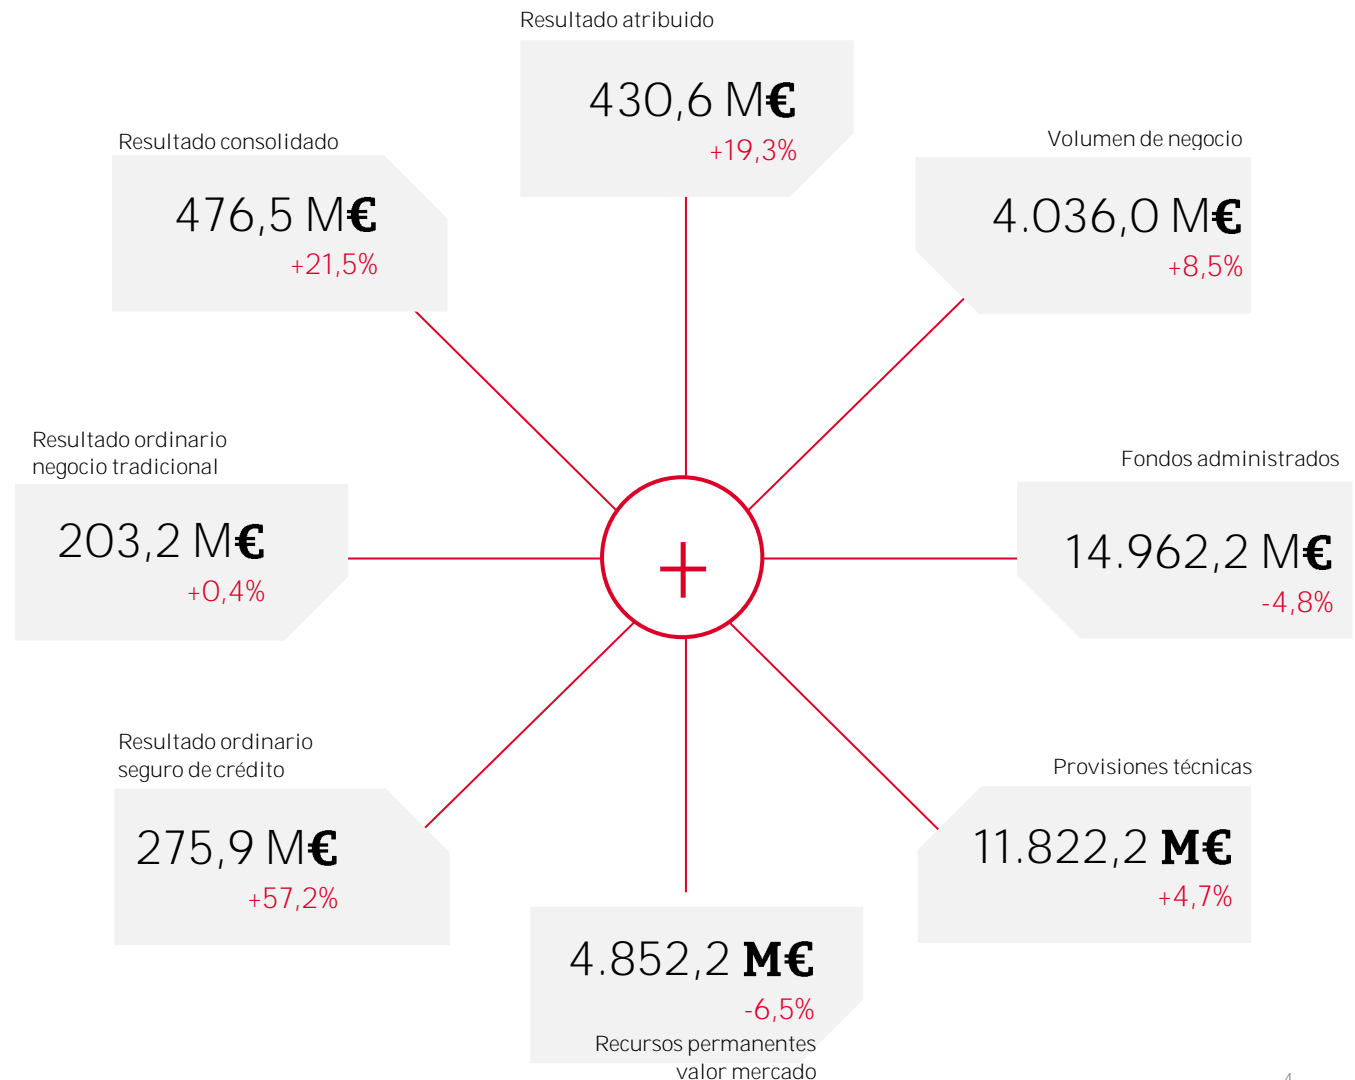 Resultado atribuido
430,6 M€
+19,3%
Resultado consolidado
476,5 M€
+21,5%
Volumen de negocio
4.036,0 M€
+8,5%
Resultado ordinario
negocio tradicional
203,2 M€
+0,4%
Fondos administrados
14.962,2 M€
-4,8%
Resultado ordinario
seguro de crédito
275,9 M€
+57,2%
Provisiones técnicas
11.822,2 M€
+4,7%
4.852,2 M€
-6,5%
Recursos permanentes
valor mercado
4